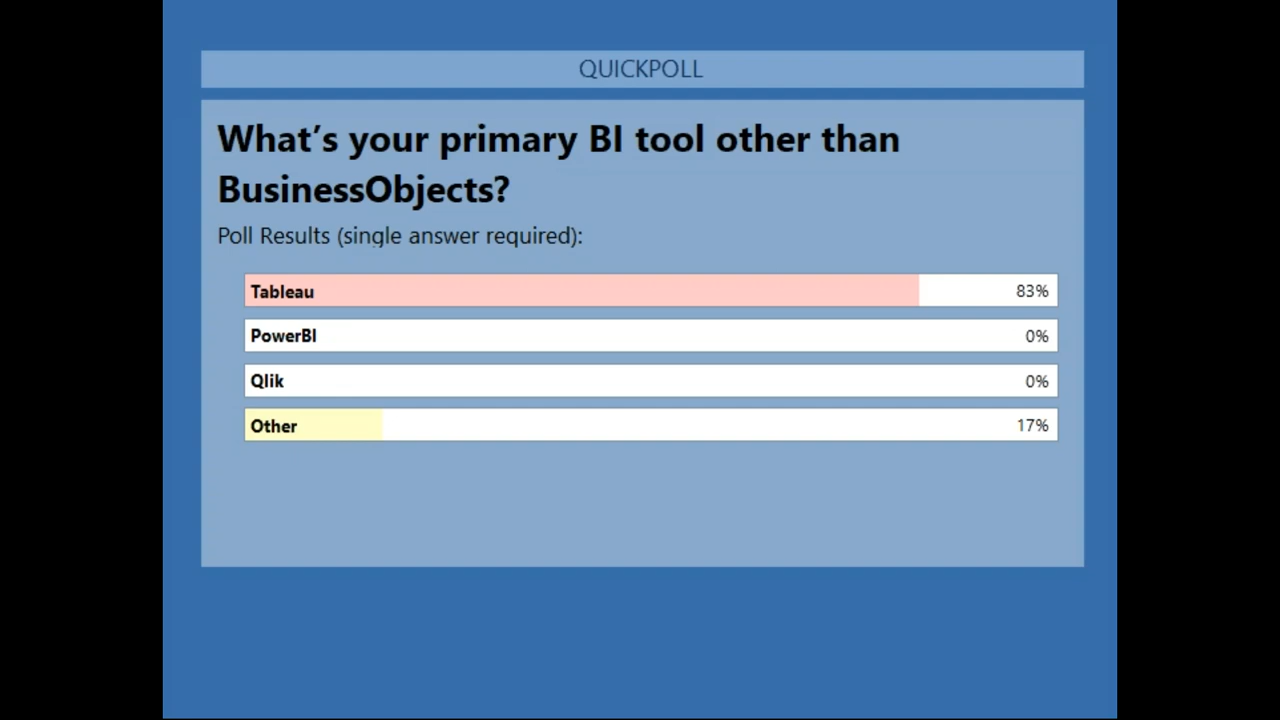 QUICKPOLL
What's your primary BI tool other than
BusinessObjects?
Poll Results (single answer required):
Tableau 83%
PowerBI 0%
Qlik 0%
Other 17%